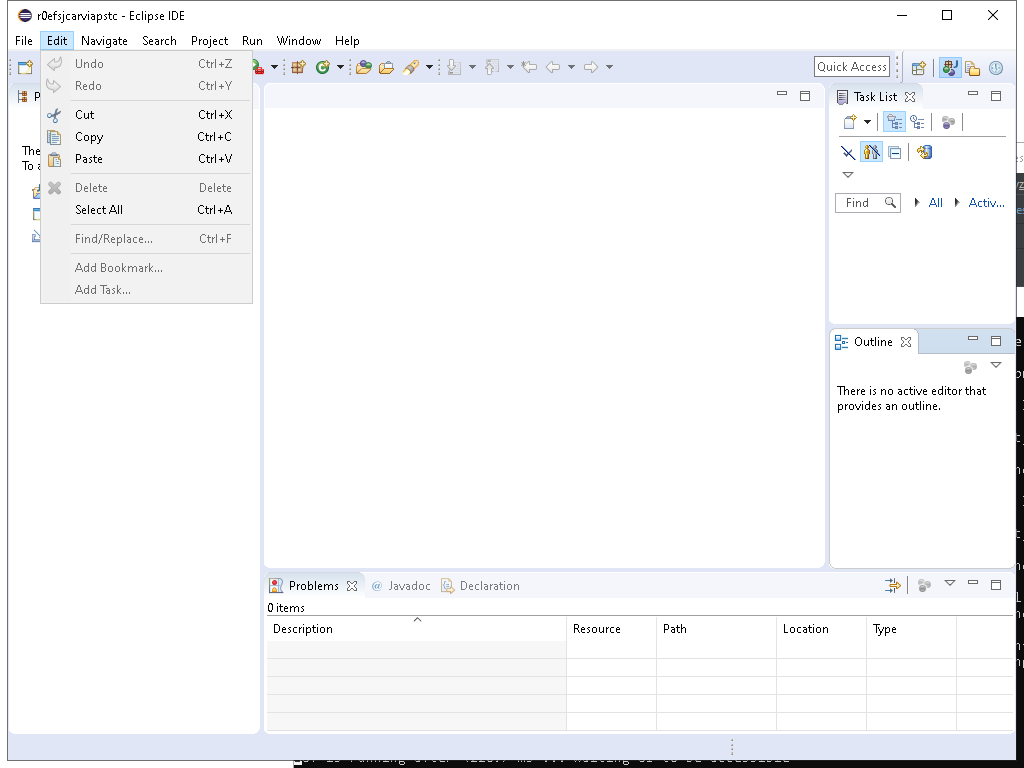 r0efsjcarviapstc - Eclipse IDE
File Edit Navigate Search Project Run Window Help
Quick Access
Undo Ctrl+Z
Redo Ctrl+Y
Cut Ctrl+X
Copy Ctrl+C
Paste Ctrl+V
Delete Delete
Select All Ctrl+A
Find/Replace... Ctrl+F
Add Bookmark...
Add Task...
The
To a
Task List
Find All Activ...
Outline
There is no active editor that
provides an outline.
Problems @ Javadoc Declaration
0 items
Description Resource Path Location Type